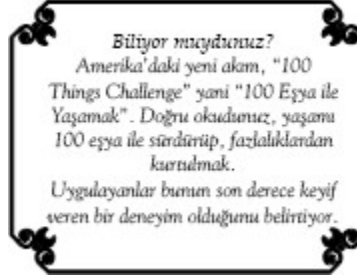 Biliyor muydunuz?
Amerika'daki yeni akım, "100
Things Challenge" yani "100 Eşya ile
Yaşamak". Doğru okudunuz, yaşamı
100 eşya ile sürdürüp, fazlalıklardan
kurtulmak.
Uygulayanlar bunun son derece keyif
veren bir deneyim olduğunu belirtiyor.